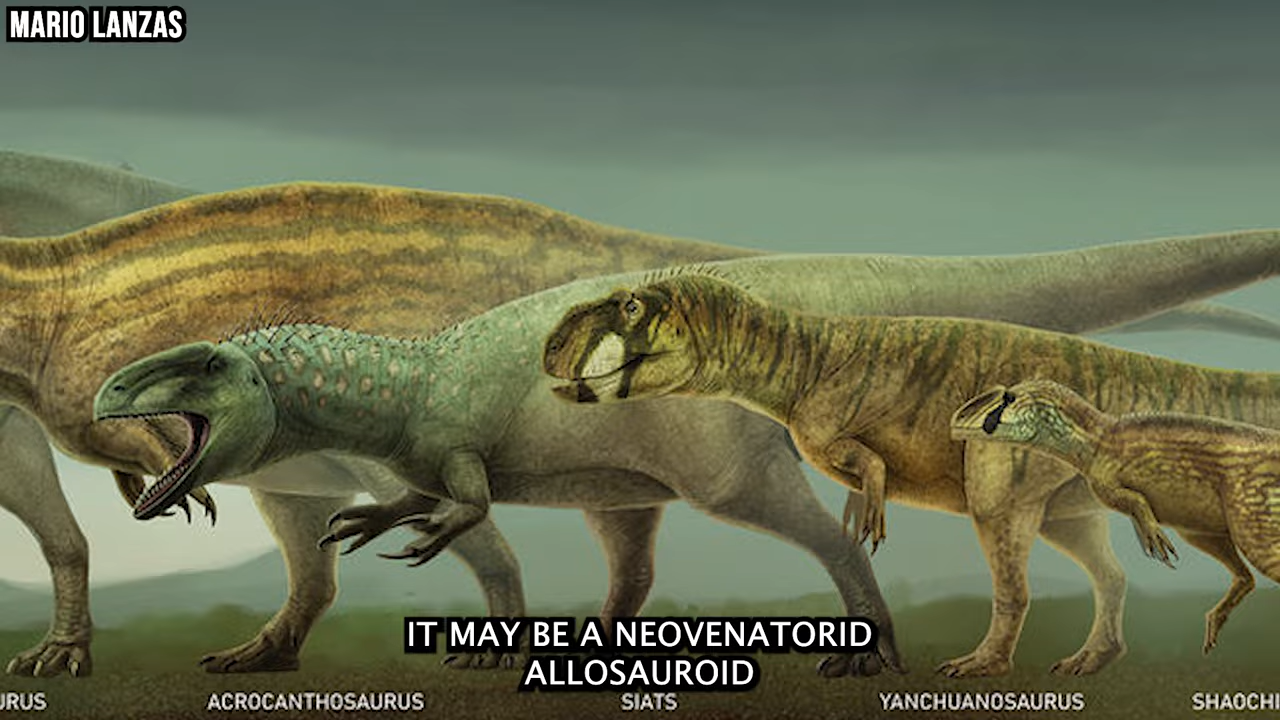 MARIO LANZAS
IT MAY BE A NEOVENATORID
ALLOSAUROID
URUS ACROCANTHOSAURUS SIATS YANCHUANOSAURUS SHAOCHI